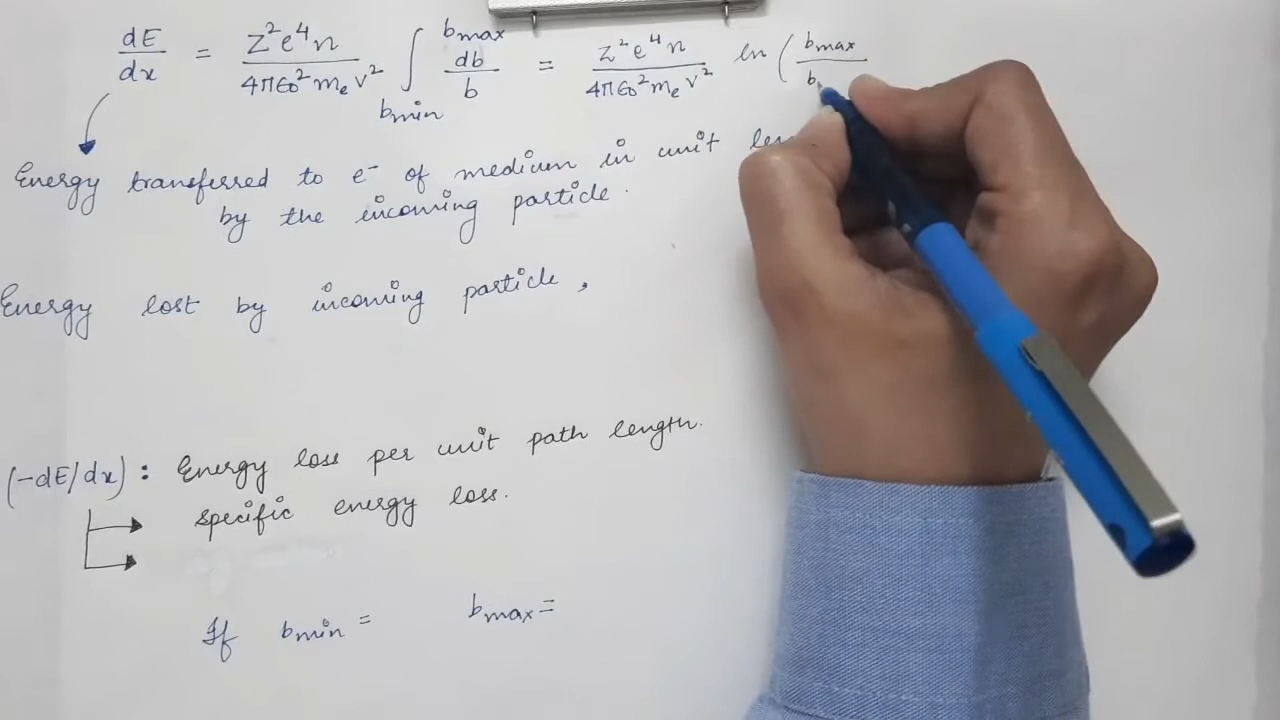 dE/dx = Z²e⁴n / 4πϵ₀²mₑv² ∫ bmin bmax db/b = Z²e⁴n / 4πϵ₀²mₑv² ln (bmax / b
Energy transferred to e⁻ of medium in unit
by the incoming particle.
Energy lost by incoming particle,
(-dE/dx) : Energy loss per unit path length.
specific energy loss.
If bmin = bmax =